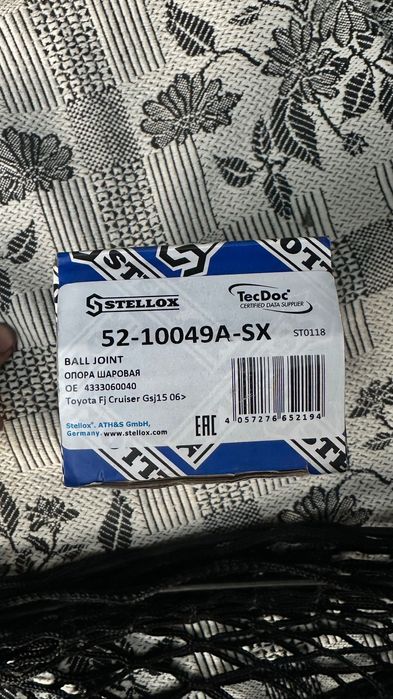 STELLOX
TecDoc
CERTIFIED DATA SUPPLIER
52-10049A-SX
ST0118
BALL JOINT
ОПОРА ШАРОВАЯ
OE 4333060040
Toyota Fj Cruiser Gsj15 06>
Stellox®. ATH&S GmbH,
Germany. www.stellox.com
EAC
4 057276 652194